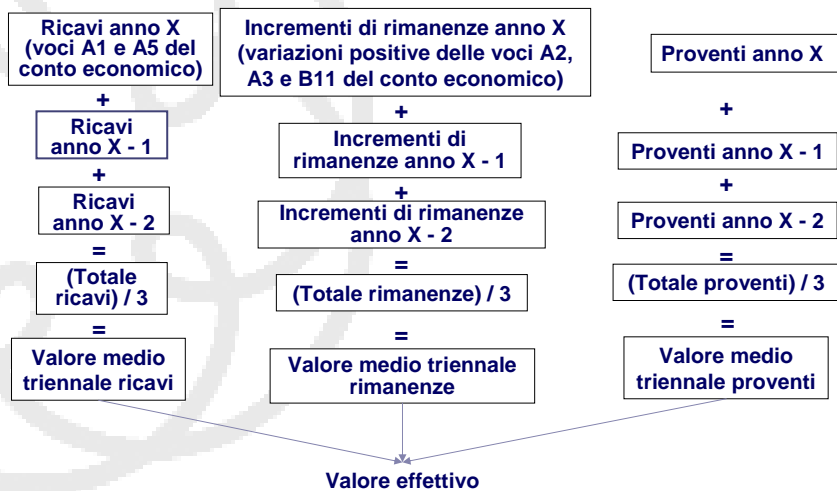 Ricavi anno X
(voci A1 e A5 del
conto economico)
+
Ricavi
anno X - 1
+
Ricavi
anno X - 2
=
(Totale
ricavi) / 3
=
Valore medio
triennale ricavi
Incrementi di rimanenze anno X
(variazioni positive delle voci A2,
A3 e B11 del conto economico)
+
Incrementi di
rimanenze anno X - 1
+
Incrementi di rimanenze
anno X - 2
=
(Totale rimanenze) / 3
=
Valore medio triennale
rimanenze
Proventi anno X
+
Proventi anno X - 1
+
Proventi anno X - 2
=
(Totale proventi) / 3
=
Valore medio
triennale proventi
Valore effettivo